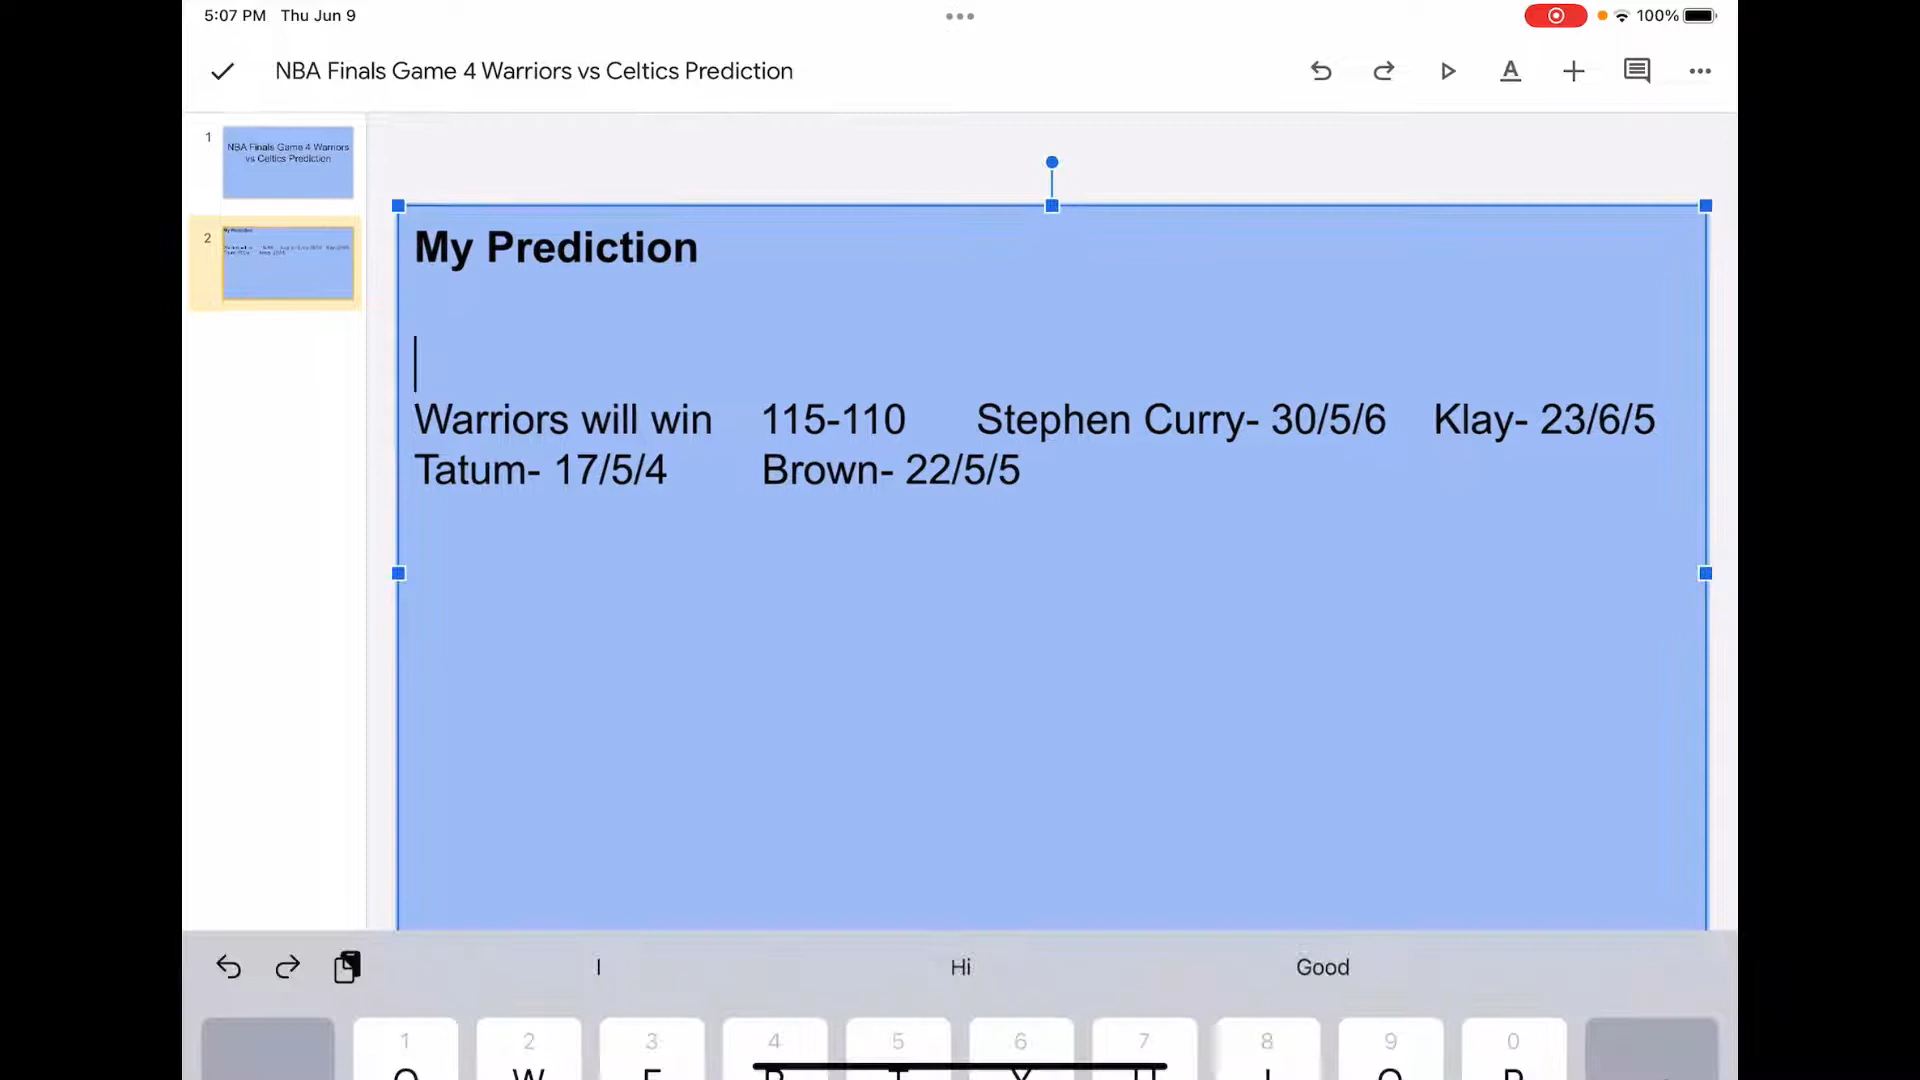 5:07 PM Thu Jun 9
100%
NBA Finals Game 4 Warriors vs Celtics Prediction
A
1
NBA Finals Game 4 Warriors
vs Celtics Prediction
2
My Prediction
My Prediction
Warriors will win 115-110 Stephen Curry- 30/5/6 Klay- 23/6/5
Tatum- 17/5/4 Brown- 22/5/5
I Hi Good
1 2 3 4 5 6 7 8 9 0